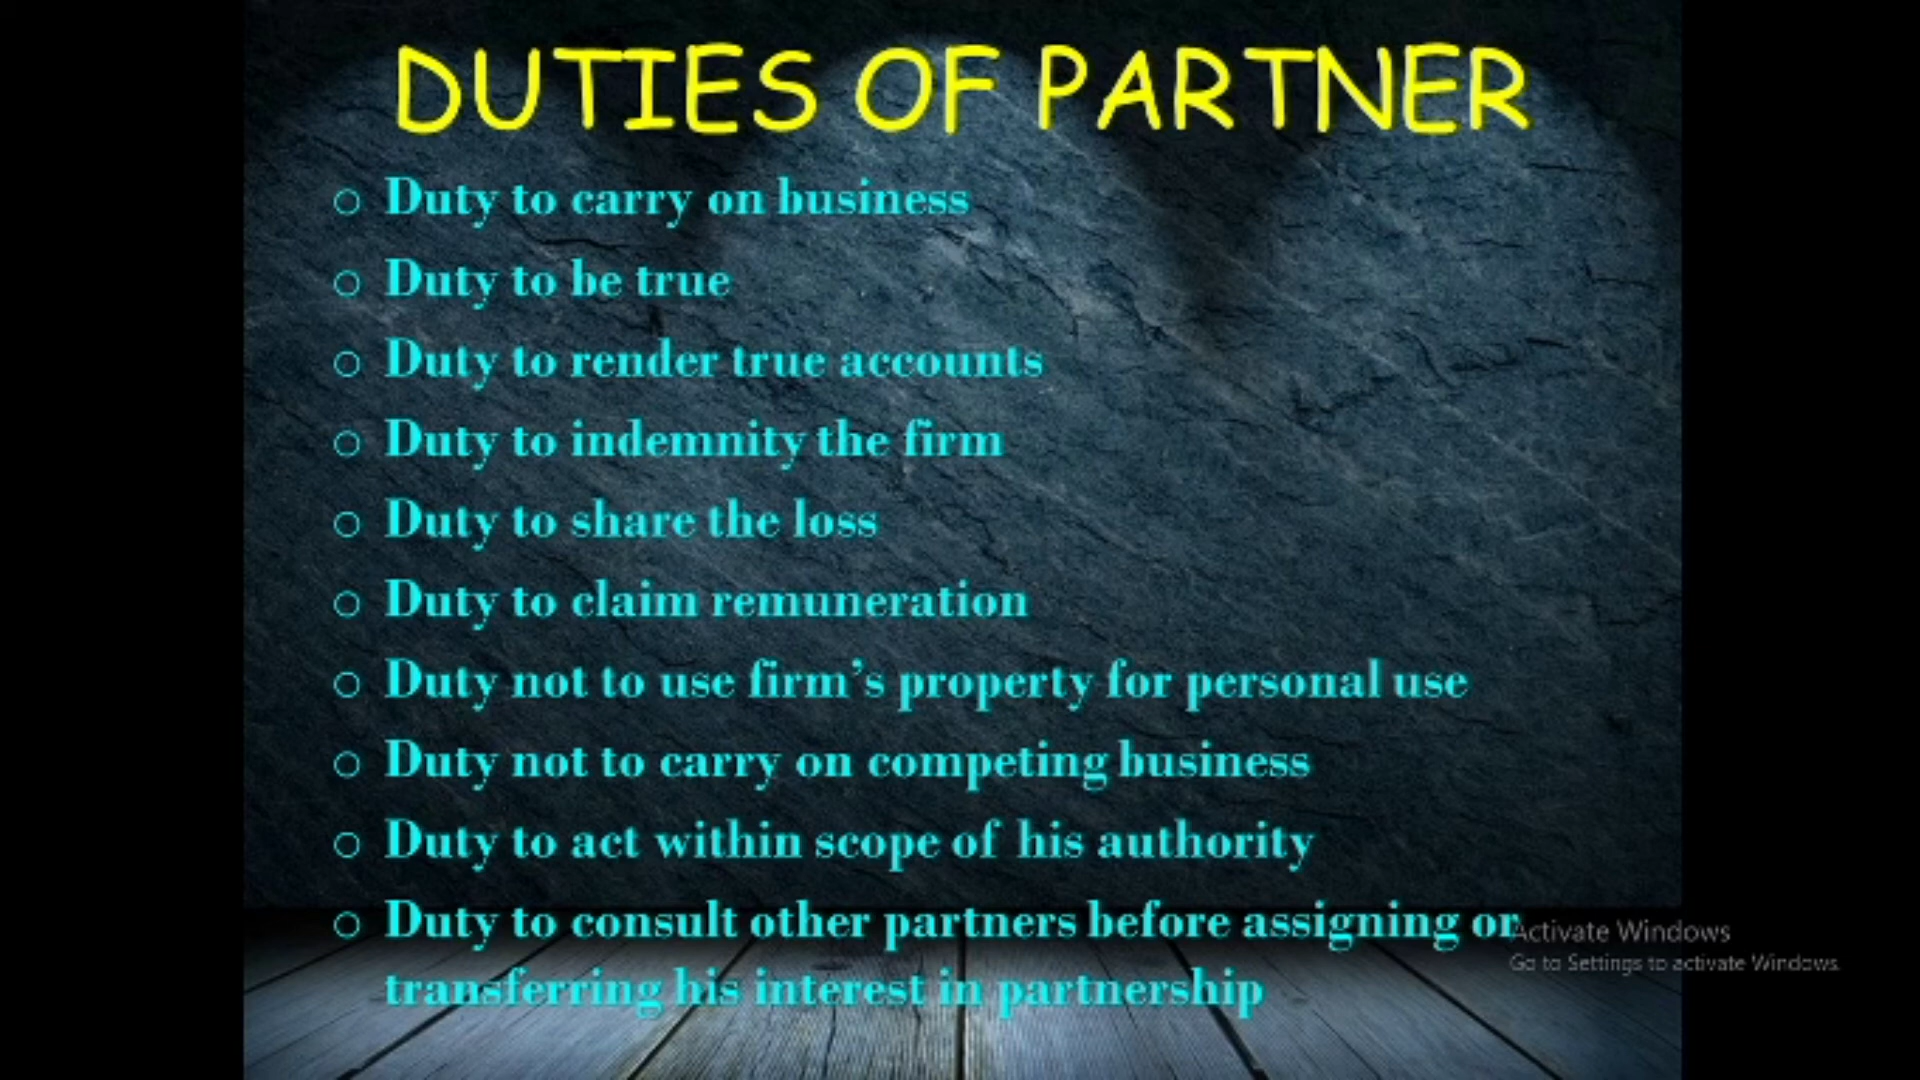 DUTIES OF PARTNER
Duty to carry on business
Duty to be true
Duty to render true accounts
Duty to indemnity the firm
Duty to share the loss
Duty to claim remuneration
Duty not to use firm's property for personal use
Duty not to carry on competing business
Duty to act within scope of his authority
Duty to consult other partners before assigning or
transferring his interest in partnership
Activate Windows
Go to Settings to activate Windows.